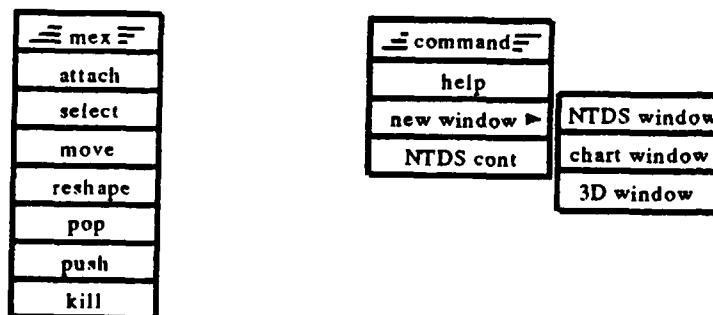 mex
attach
select
move
reshape
pop
push
kill
command
help
new window
NTDS cont
NTDS window
chart window
3D window